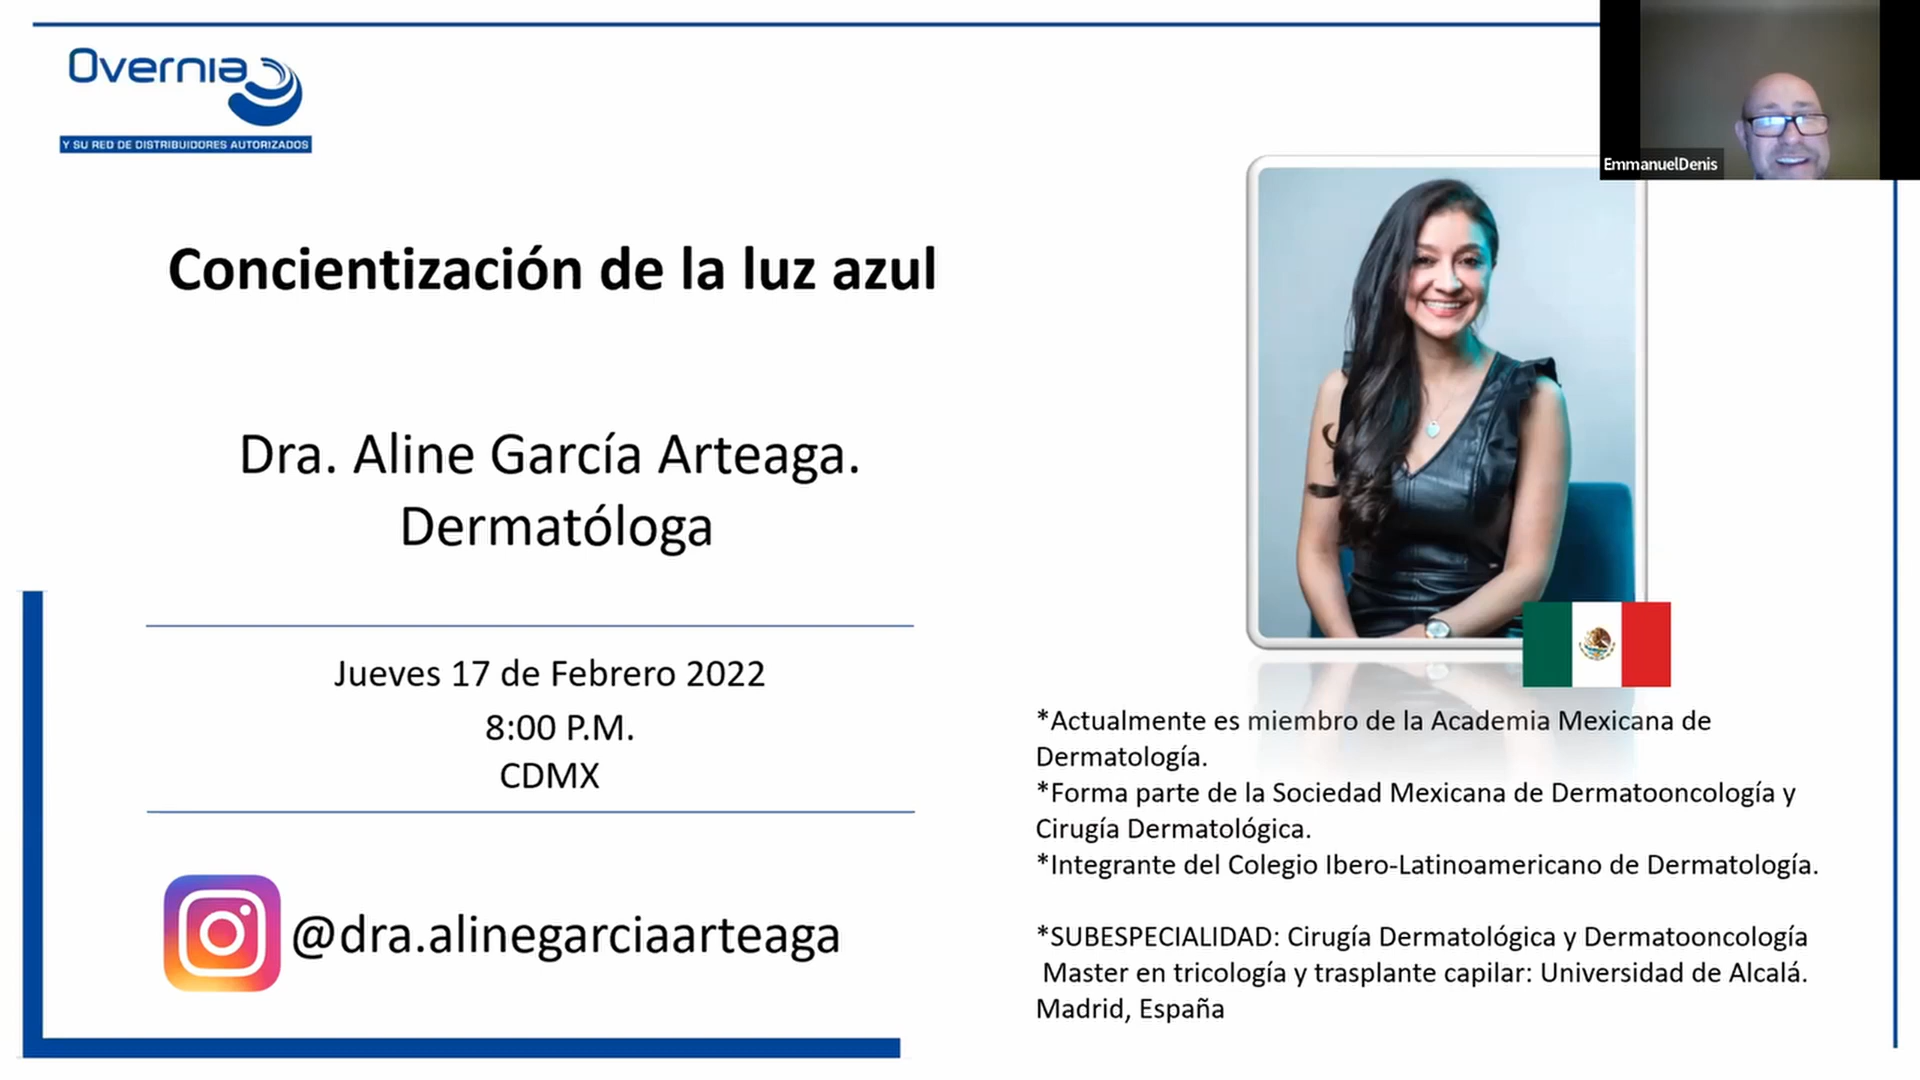 Overnia
Y SU RED DE DISTRIBUIDORES AUTORIZADOS
EmmanuelDenis
Concientización de la luz azul
Dra. Aline García Arteaga.
Dermatóloga
Jueves 17 de Febrero 2022
8:00 P.M.
CDMX
@dra.alinegarciaarteaga
*Actualmente es miembro de la Academia Mexicana de
Dermatología.
*Forma parte de la Sociedad Mexicana de Dermatooncología y
Cirugía Dermatológica.
*Integrante del Colegio Ibero-Latinoamericano de Dermatología.
*SUBESPECIALIDAD: Cirugía Dermatológica y Dermatooncología
Master en tricología y trasplante capilar: Universidad de Alcalá.
Madrid, España